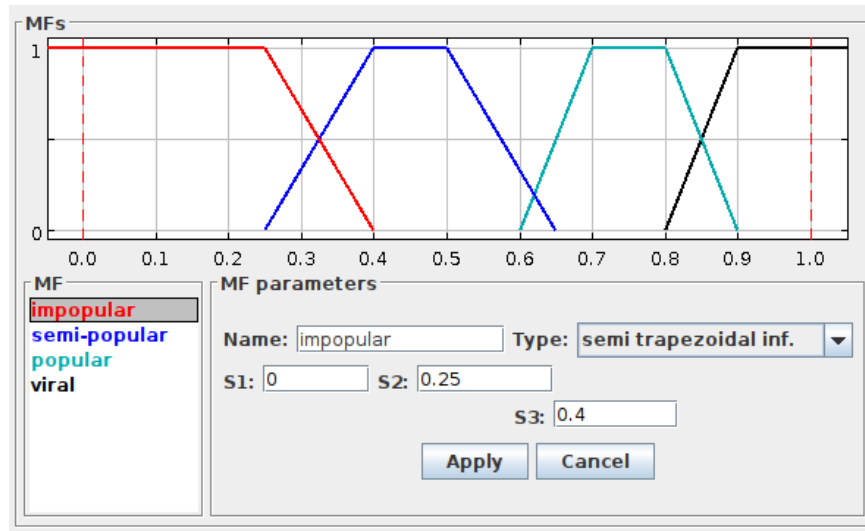 MFs
1
0
0.0 0.1 0.2 0.3 0.4 0.5 0.6 0.7 0.8 0.9 1.0
MF
impopular
semi-popular
popular
viral
MF parameters
Name: impopular Type: semi trapezoidal inf.
S1: 0 S2: 0.25
S3: 0.4
Apply Cancel